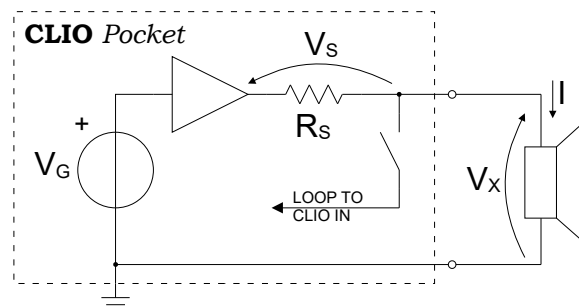 CLIO Pocket
VS
RS
+
VG
I
VX
LOOP TO
CLIO IN